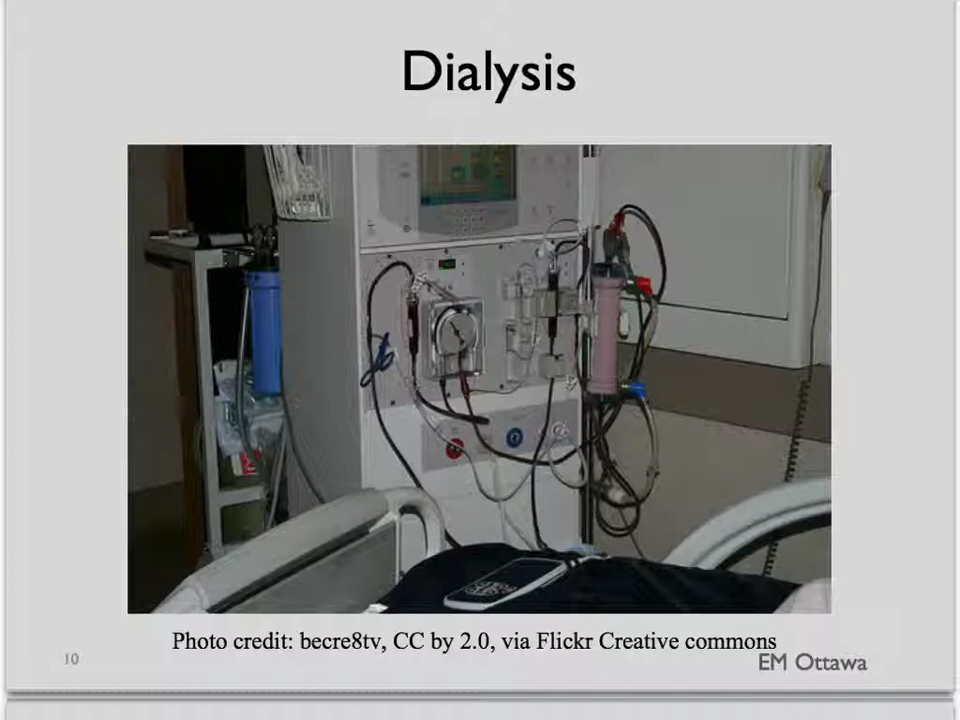 Dialysis
Photo credit: becre8tv, CC by 2.0, via Flickr Creative commons
10
EM Ottawa